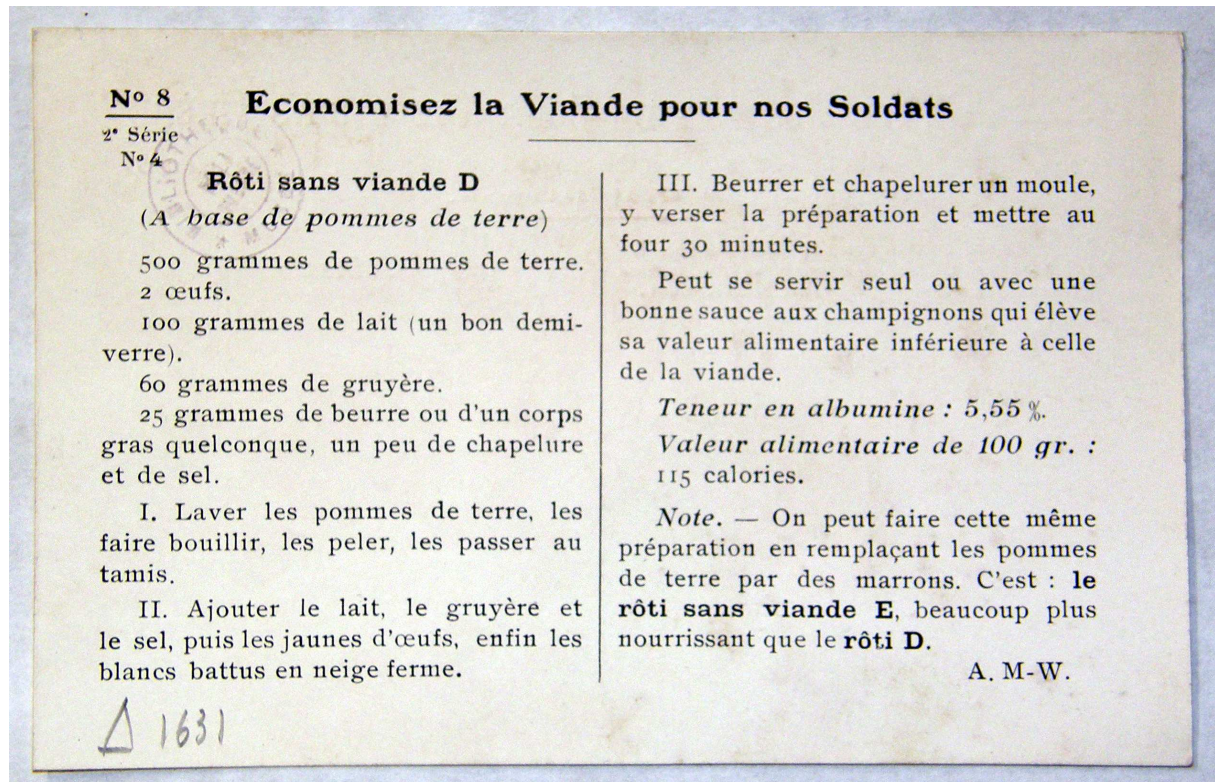 No 8
2e Série
No 4
Economisez la Viande pour nos Soldats
Rôti sans viande D
(A base de pommes de terre)
500 grammes de pommes de terre.
2 œufs.
100 grammes de lait (un bon demi-
verre).
60 grammes de gruyère.
25 grammes de beurre ou d'un corps
gras quelconque, un peu de chapelure
et de sel.
I. Laver les pommes de terre, les
faire bouillir, les peler, les passer au
tamis.
II. Ajouter le lait, le gruyère et
le sel, puis les jaunes d'œufs, enfin les
blancs battus en neige ferme.
III. Beurrer et chapelurer un moule,
y verser la préparation et mettre au
four 30 minutes.
Peut se servir seul ou avec une
bonne sauce aux champignons qui élève
sa valeur alimentaire inférieure à celle
de la viande.
Teneur en albumine : 5,55 %.
Valeur alimentaire de 100 gr. :
115 calories.
Note. — On peut faire cette même
préparation en remplaçant les pommes
de terre par des marrons. C'est : le
rôti sans viande E, beaucoup plus
nourrissant que le rôti D.
A. M-W.
Δ 1631